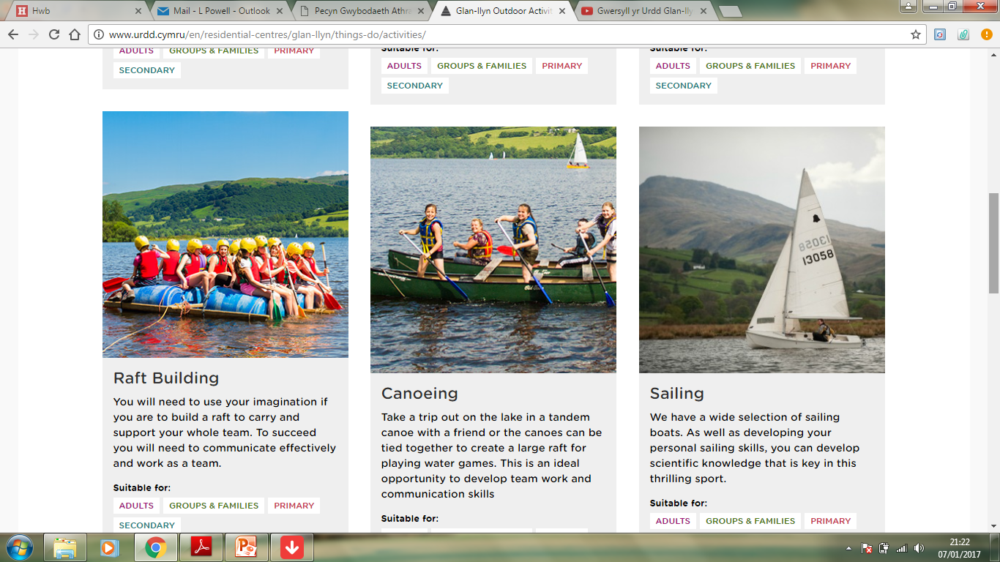 Hwb
Mail - L Powell - Outlook
Pecyn Gwybodaeth Athra
Glan-llyn Outdoor Activit
Gwersyll yr Urdd Glan-lly
www.urdd.cymru/en/residential-centres/glan-llyn/things-do/activities/
ADULTS GROUPS & FAMILIES PRIMARY
SECONDARY
Suitable for:
ADULTS GROUPS & FAMILIES PRIMARY
SECONDARY
Suitable for:
ADULTS GROUPS & FAMILIES PRIMARY
SECONDARY
Raft Building
You will need to use your imagination if
you are to build a raft to carry and
support your whole team. To succeed
you will need to communicate effectively
and work as a team.
Suitable for:
ADULTS GROUPS & FAMILIES PRIMARY
SECONDARY
Canoeing
Take a trip out on the lake in a tandem
canoe with a friend or the canoes can be
tied together to create a large raft for
playing water games. This is an ideal
opportunity to develop team work and
communication skills
Suitable for:
13058
13058
Sailing
We have a wide selection of sailing
boats. As well as developing your
personal sailing skills, you can develop
scientific knowledge that is key in this
thrilling sport.
Suitable for:
ADULTS GROUPS & FAMILIES PRIMARY
21:22
07/01/2017